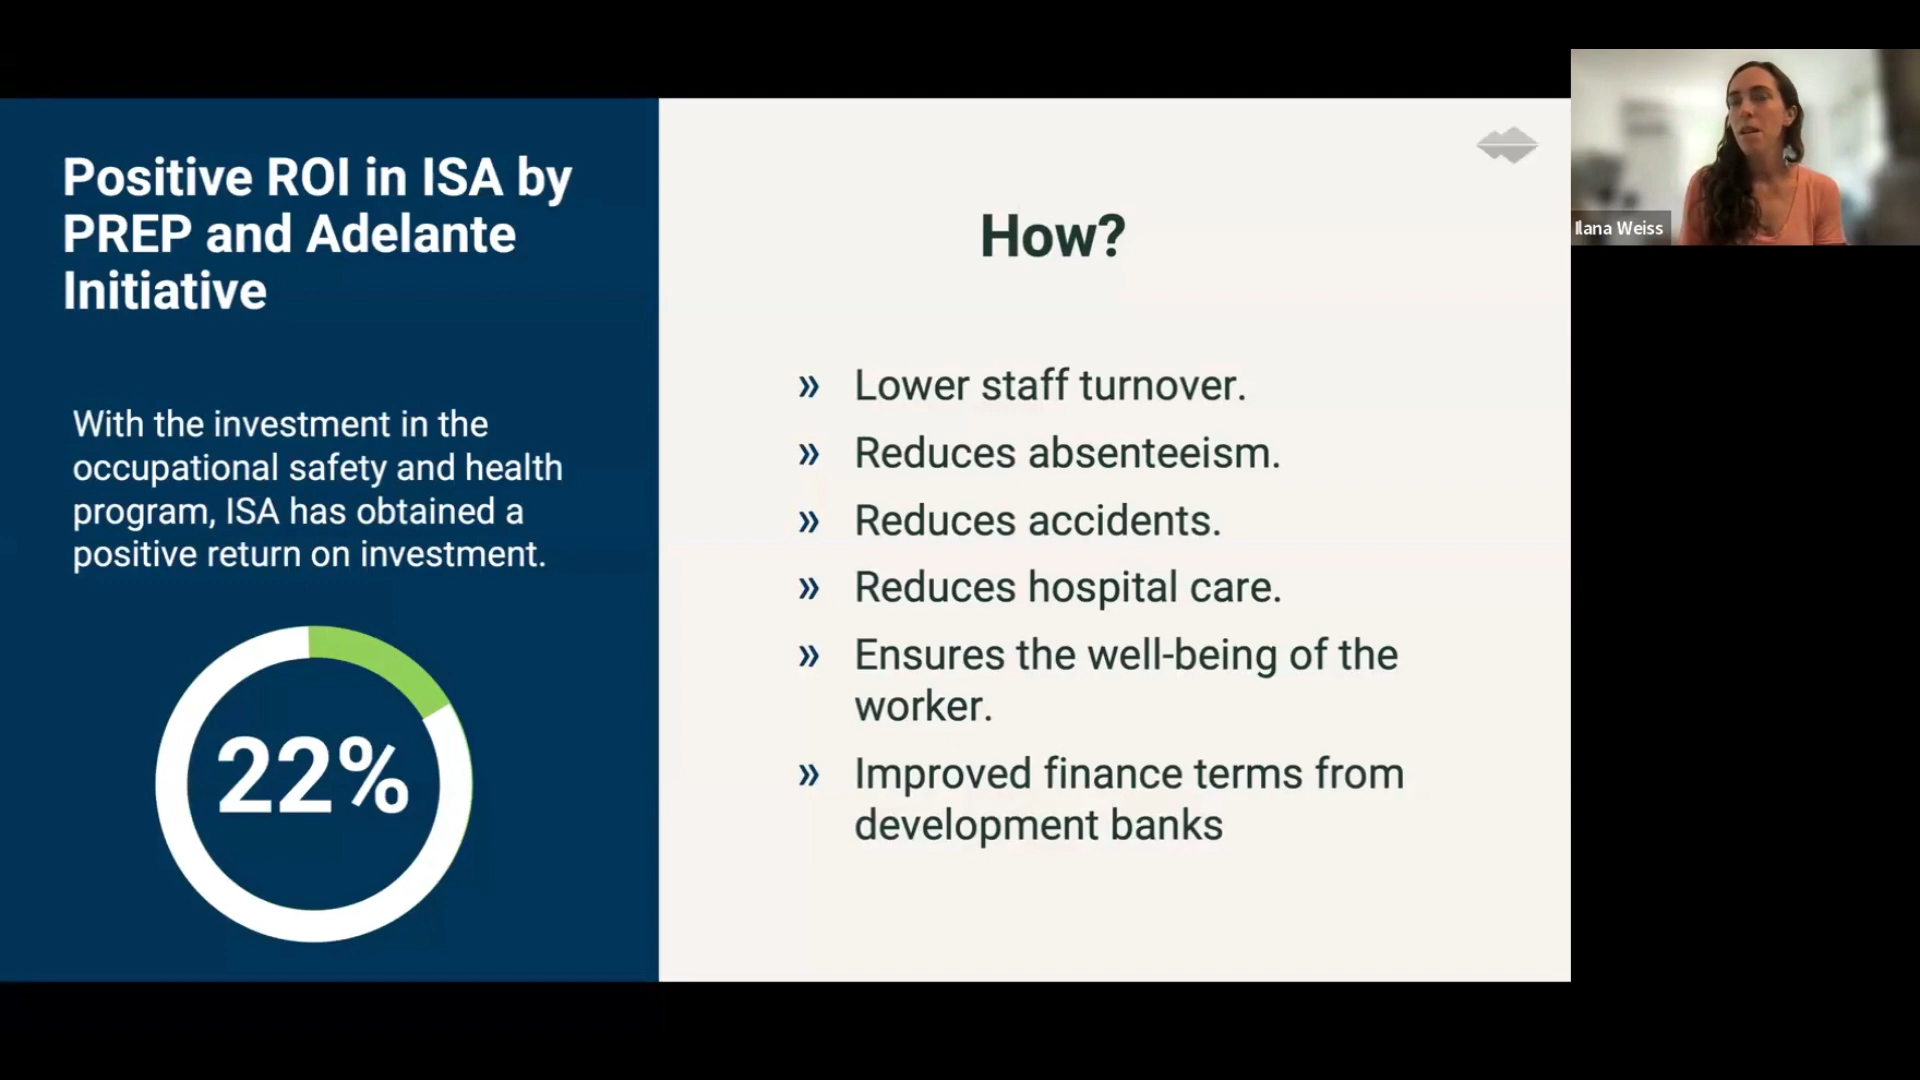 Positive ROI in ISA by
PREP and Adelante
Initiative
With the investment in the
occupational safety and health
program, ISA has obtained a
positive return on investment.
22%
How?
» Lower staff turnover.
» Reduces absenteeism.
» Reduces accidents.
» Reduces hospital care.
» Ensures the well-being of the
worker.
» Improved finance terms from
development banks
Ilana Weiss